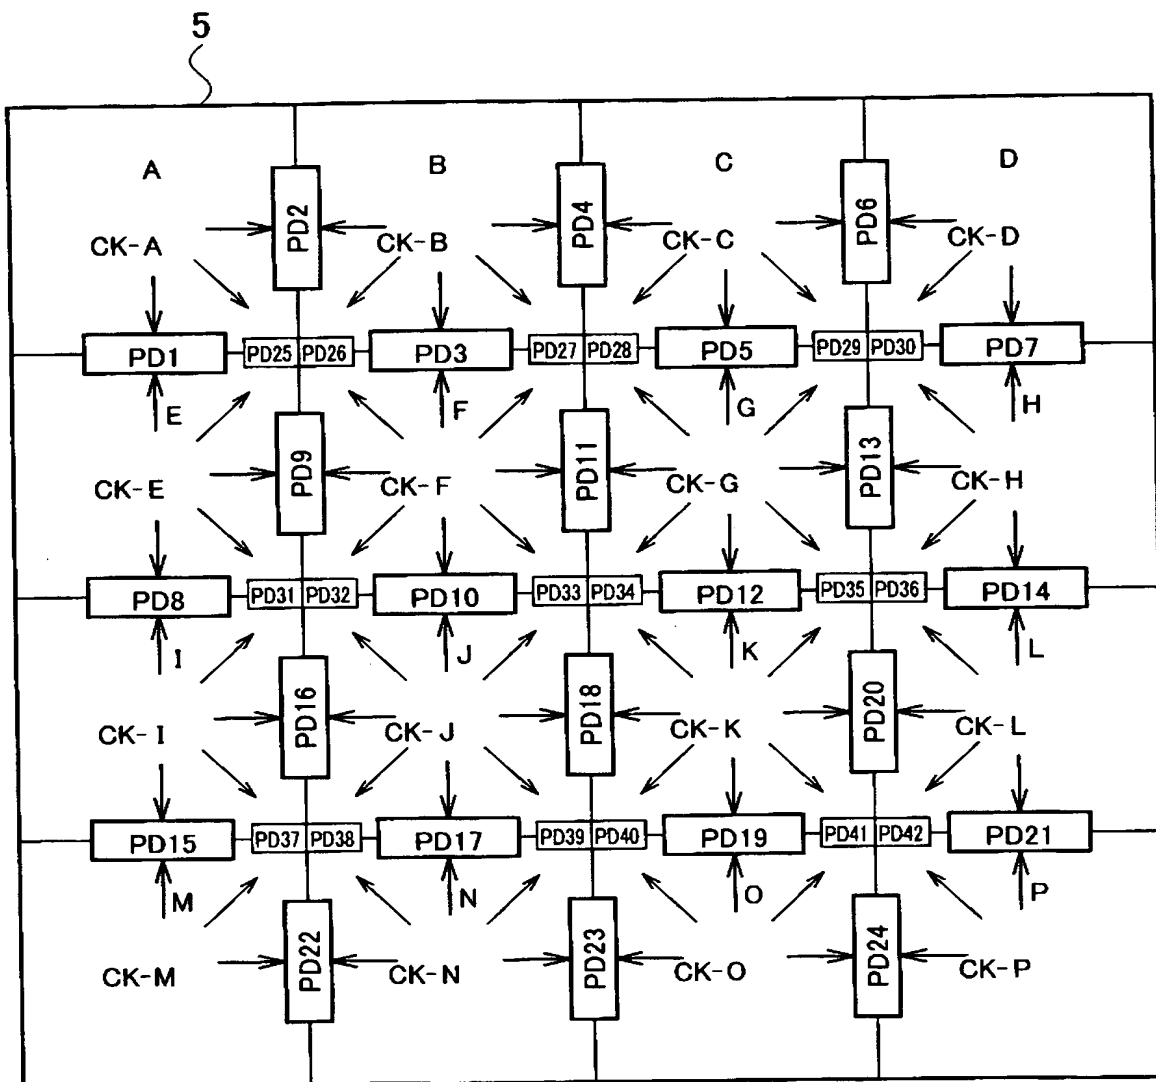 5
A B C D
PD2 PD4 PD6
CK-A CK-B CK-C CK-D
PD1 PD25 PD26 PD3 PD27 PD28 PD5 PD29 PD30 PD7
E F G H
PD9 PD11 PD13
CK-E CK-F CK-G CK-H
PD8 PD31 PD32 PD10 PD33 PD34 PD12 PD35 PD36 PD14
I J K L
PD16 PD18 PD20
CK-I CK-J CK-K CK-L
PD15 PD37 PD38 PD17 PD39 PD40 PD19 PD41 PD42 PD21
M N O P
PD22 PD23 PD24
CK-M CK-N CK-O CK-P